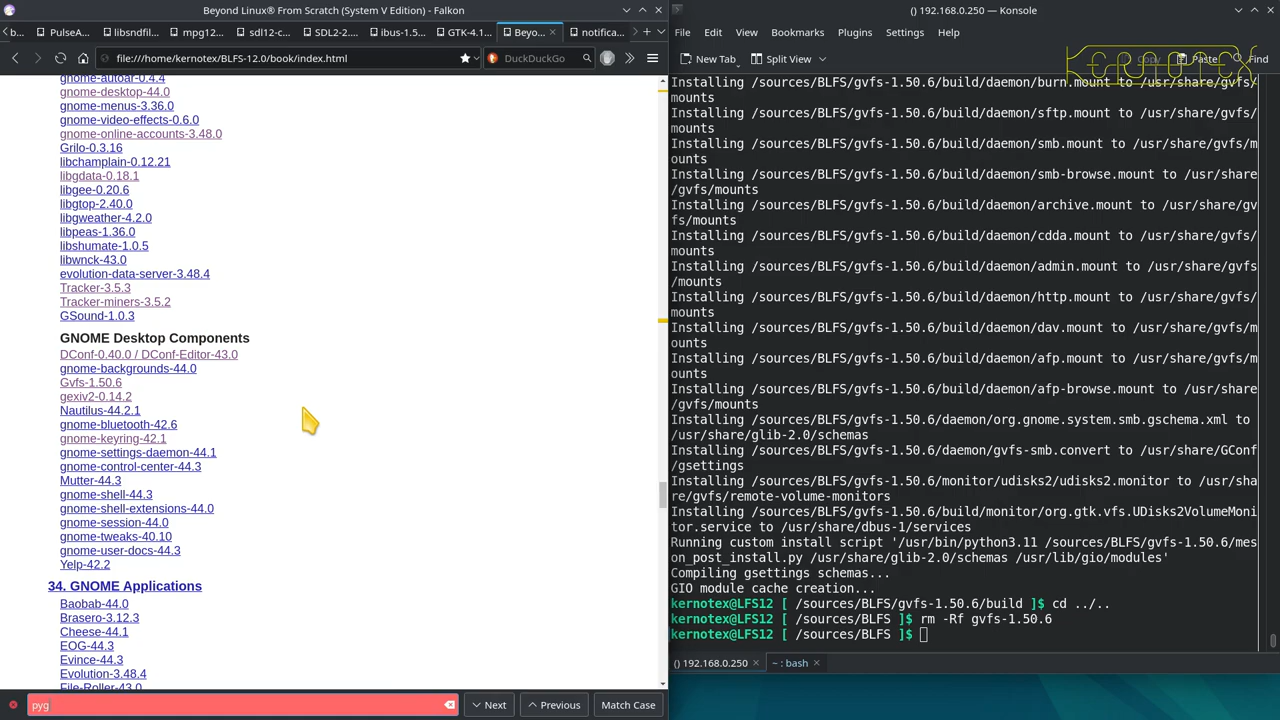 Beyond Linux® From Scratch (System V Edition) - Falkon
b...
PulseA...
libsndfil...
mpg12...
sdl12-c...
SDL2-2....
ibus-1.5...
GTK-4.1...
Beyo...
notifica...
file:///home/kernotex/BLFS-12.0/book/index.html
DuckDuckGo
gnome-autoar-0.4.4
gnome-desktop-44.0
gnome-menus-3.36.0
gnome-video-effects-0.6.0
gnome-online-accounts-3.48.0
Grilo-0.3.16
libchamplain-0.12.21
libgdata-0.18.1
libgee-0.20.6
libgtop-2.40.0
libgweather-4.2.0
libpeas-1.36.0
libshumate-1.0.5
libwnck-43.0
evolution-data-server-3.48.4
Tracker-3.5.3
Tracker-miners-3.5.2
GSound-1.0.3
GNOME Desktop Components
DConf-0.40.0 / DConf-Editor-43.0
gnome-backgrounds-44.0
Gvfs-1.50.6
gexiv2-0.14.2
Nautilus-44.2.1
gnome-bluetooth-42.6
gnome-keyring-42.1
gnome-settings-daemon-44.1
gnome-control-center-44.3
Mutter-44.3
gnome-shell-44.3
gnome-shell-extensions-44.0
gnome-session-44.0
gnome-tweaks-40.10
gnome-user-docs-44.3
Yelp-42.2
34. GNOME Applications
Baobab-44.0
Brasero-3.12.3
Cheese-44.1
EOG-44.3
Evince-44.3
Evolution-3.48.4
File-Roller-43.0
pyg
Next
Previous
Match Case
() 192.168.0.250 — Konsole
File Edit View Bookmarks Plugins Settings Help
New Tab
Split View
Copy
Paste
Find
KERNOTEX
Installing /sources/BLFS/gvfs-1.50.6/build/daemon/burn.mount to /usr/share/gvfs/
mounts
Installing /sources/BLFS/gvfs-1.50.6/build/daemon/sftp.mount to /usr/share/gvfs/
mounts
Installing /sources/BLFS/gvfs-1.50.6/build/daemon/smb.mount to /usr/share/gvfs/m
ounts
Installing /sources/BLFS/gvfs-1.50.6/build/daemon/smb-browse.mount to /usr/share
/gvfs/mounts
Installing /sources/BLFS/gvfs-1.50.6/build/daemon/archive.mount to /usr/share/gv
fs/mounts
Installing /sources/BLFS/gvfs-1.50.6/build/daemon/cdda.mount to /usr/share/gvfs/
mounts
Installing /sources/BLFS/gvfs-1.50.6/build/daemon/admin.mount to /usr/share/gvfs
/mounts
Installing /sources/BLFS/gvfs-1.50.6/build/daemon/http.mount to /usr/share/gvfs/
mounts
Installing /sources/BLFS/gvfs-1.50.6/build/daemon/dav.mount to /usr/share/gvfs/m
ounts
Installing /sources/BLFS/gvfs-1.50.6/build/daemon/afp.mount to /usr/share/gvfs/m
ounts
Installing /sources/BLFS/gvfs-1.50.6/build/daemon/afp-browse.mount to /usr/share
/gvfs/mounts
Installing /sources/BLFS/gvfs-1.50.6/daemon/org.gnome.system.smb.gschema.xml to
/usr/share/glib-2.0/schemas
Installing /sources/BLFS/gvfs-1.50.6/daemon/gvfs-smb.convert to /usr/share/GConf
/gsettings
Installing /sources/BLFS/gvfs-1.50.6/monitor/udisks2/udisks2.monitor to /usr/sha
re/gvfs/remote-volume-monitors
Installing /sources/BLFS/gvfs-1.50.6/build/monitor/org.gtk.vfs.UDisks2VolumeMoni
tor.service to /usr/share/dbus-1/services
Running custom install script '/usr/bin/python3.11 /sources/BLFS/gvfs-1.50.6/mes
on_post_install.py /usr/share/glib-2.0/schemas /usr/lib/gio/modules'
Compiling gsettings schemas...
GIO module cache creation...
kernotex@LFS12 [ /sources/BLFS/gvfs-1.50.6/build ]$ cd ../..
kernotex@LFS12 [ /sources/BLFS ]$ rm -Rf gvfs-1.50.6
kernotex@LFS12 [ /sources/BLFS ]$
() 192.168.0.250
~ : bash